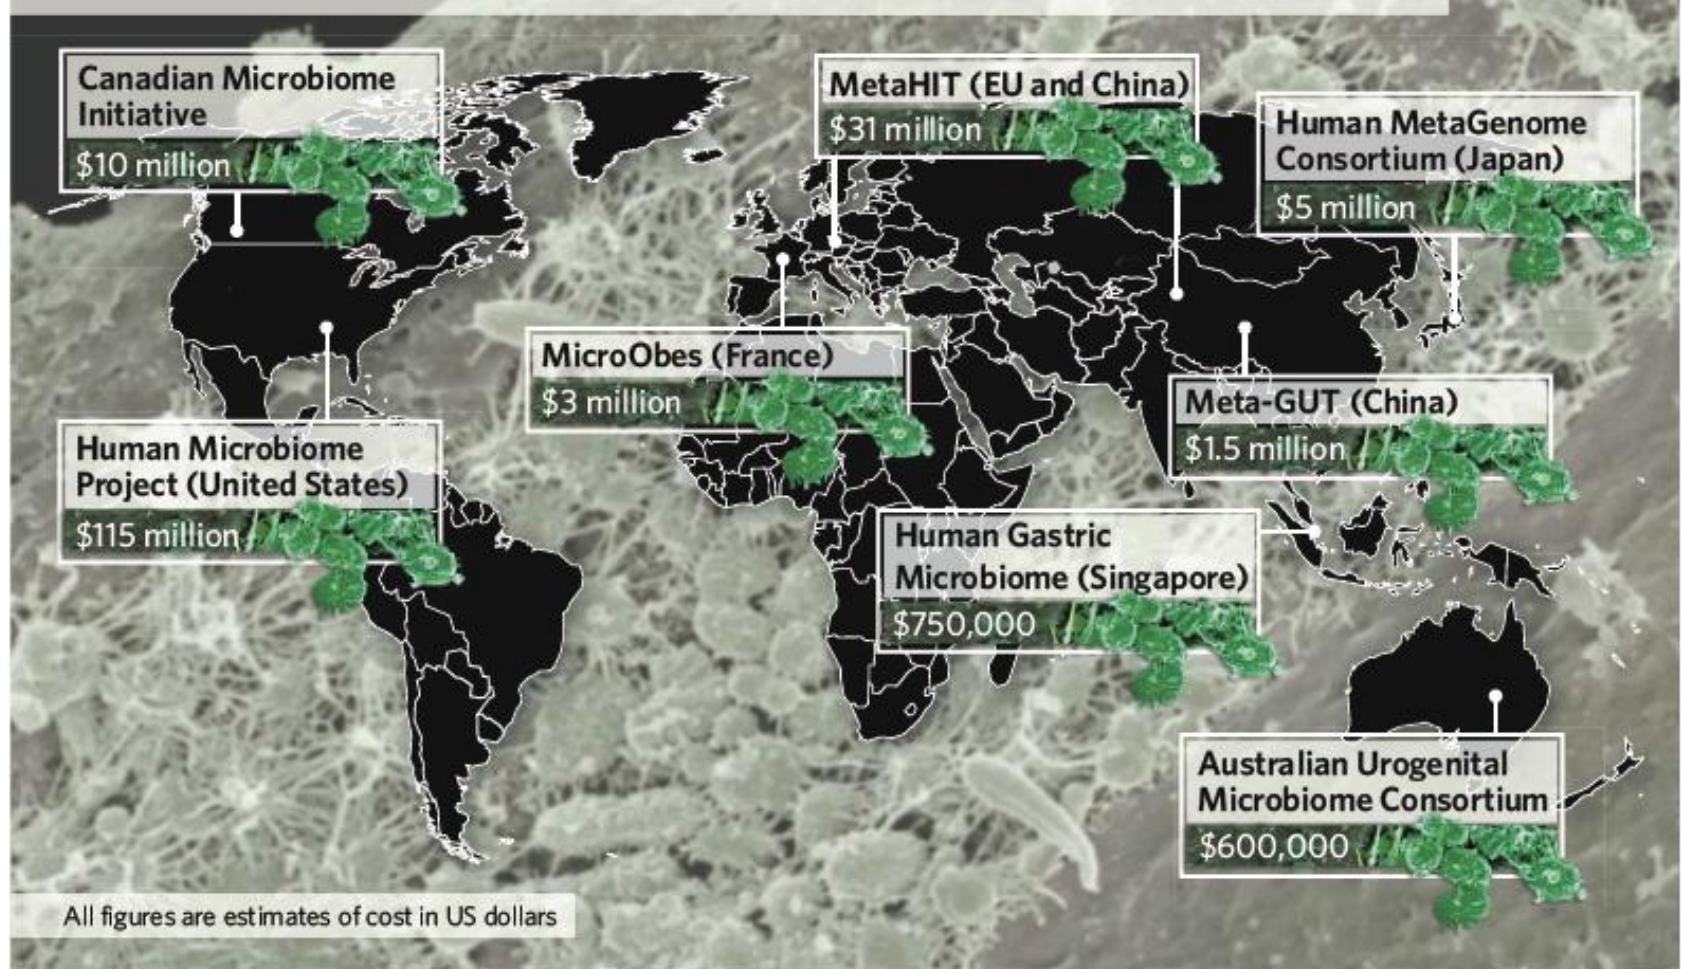 Canadian Microbiome
Initiative
$10 million
MetaHIT (EU and China)
$31 million
Human MetaGenome
Consortium (Japan)
$5 million
MicroObes (France)
$3 million
Meta-GUT (China)
$1.5 million
Human Microbiome
Project (United States)
$115 million
Human Gastric
Microbiome (Singapore)
$750,000
Australian Urogenital
Microbiome Consortium
$600,000
All figures are estimates of cost in US dollars